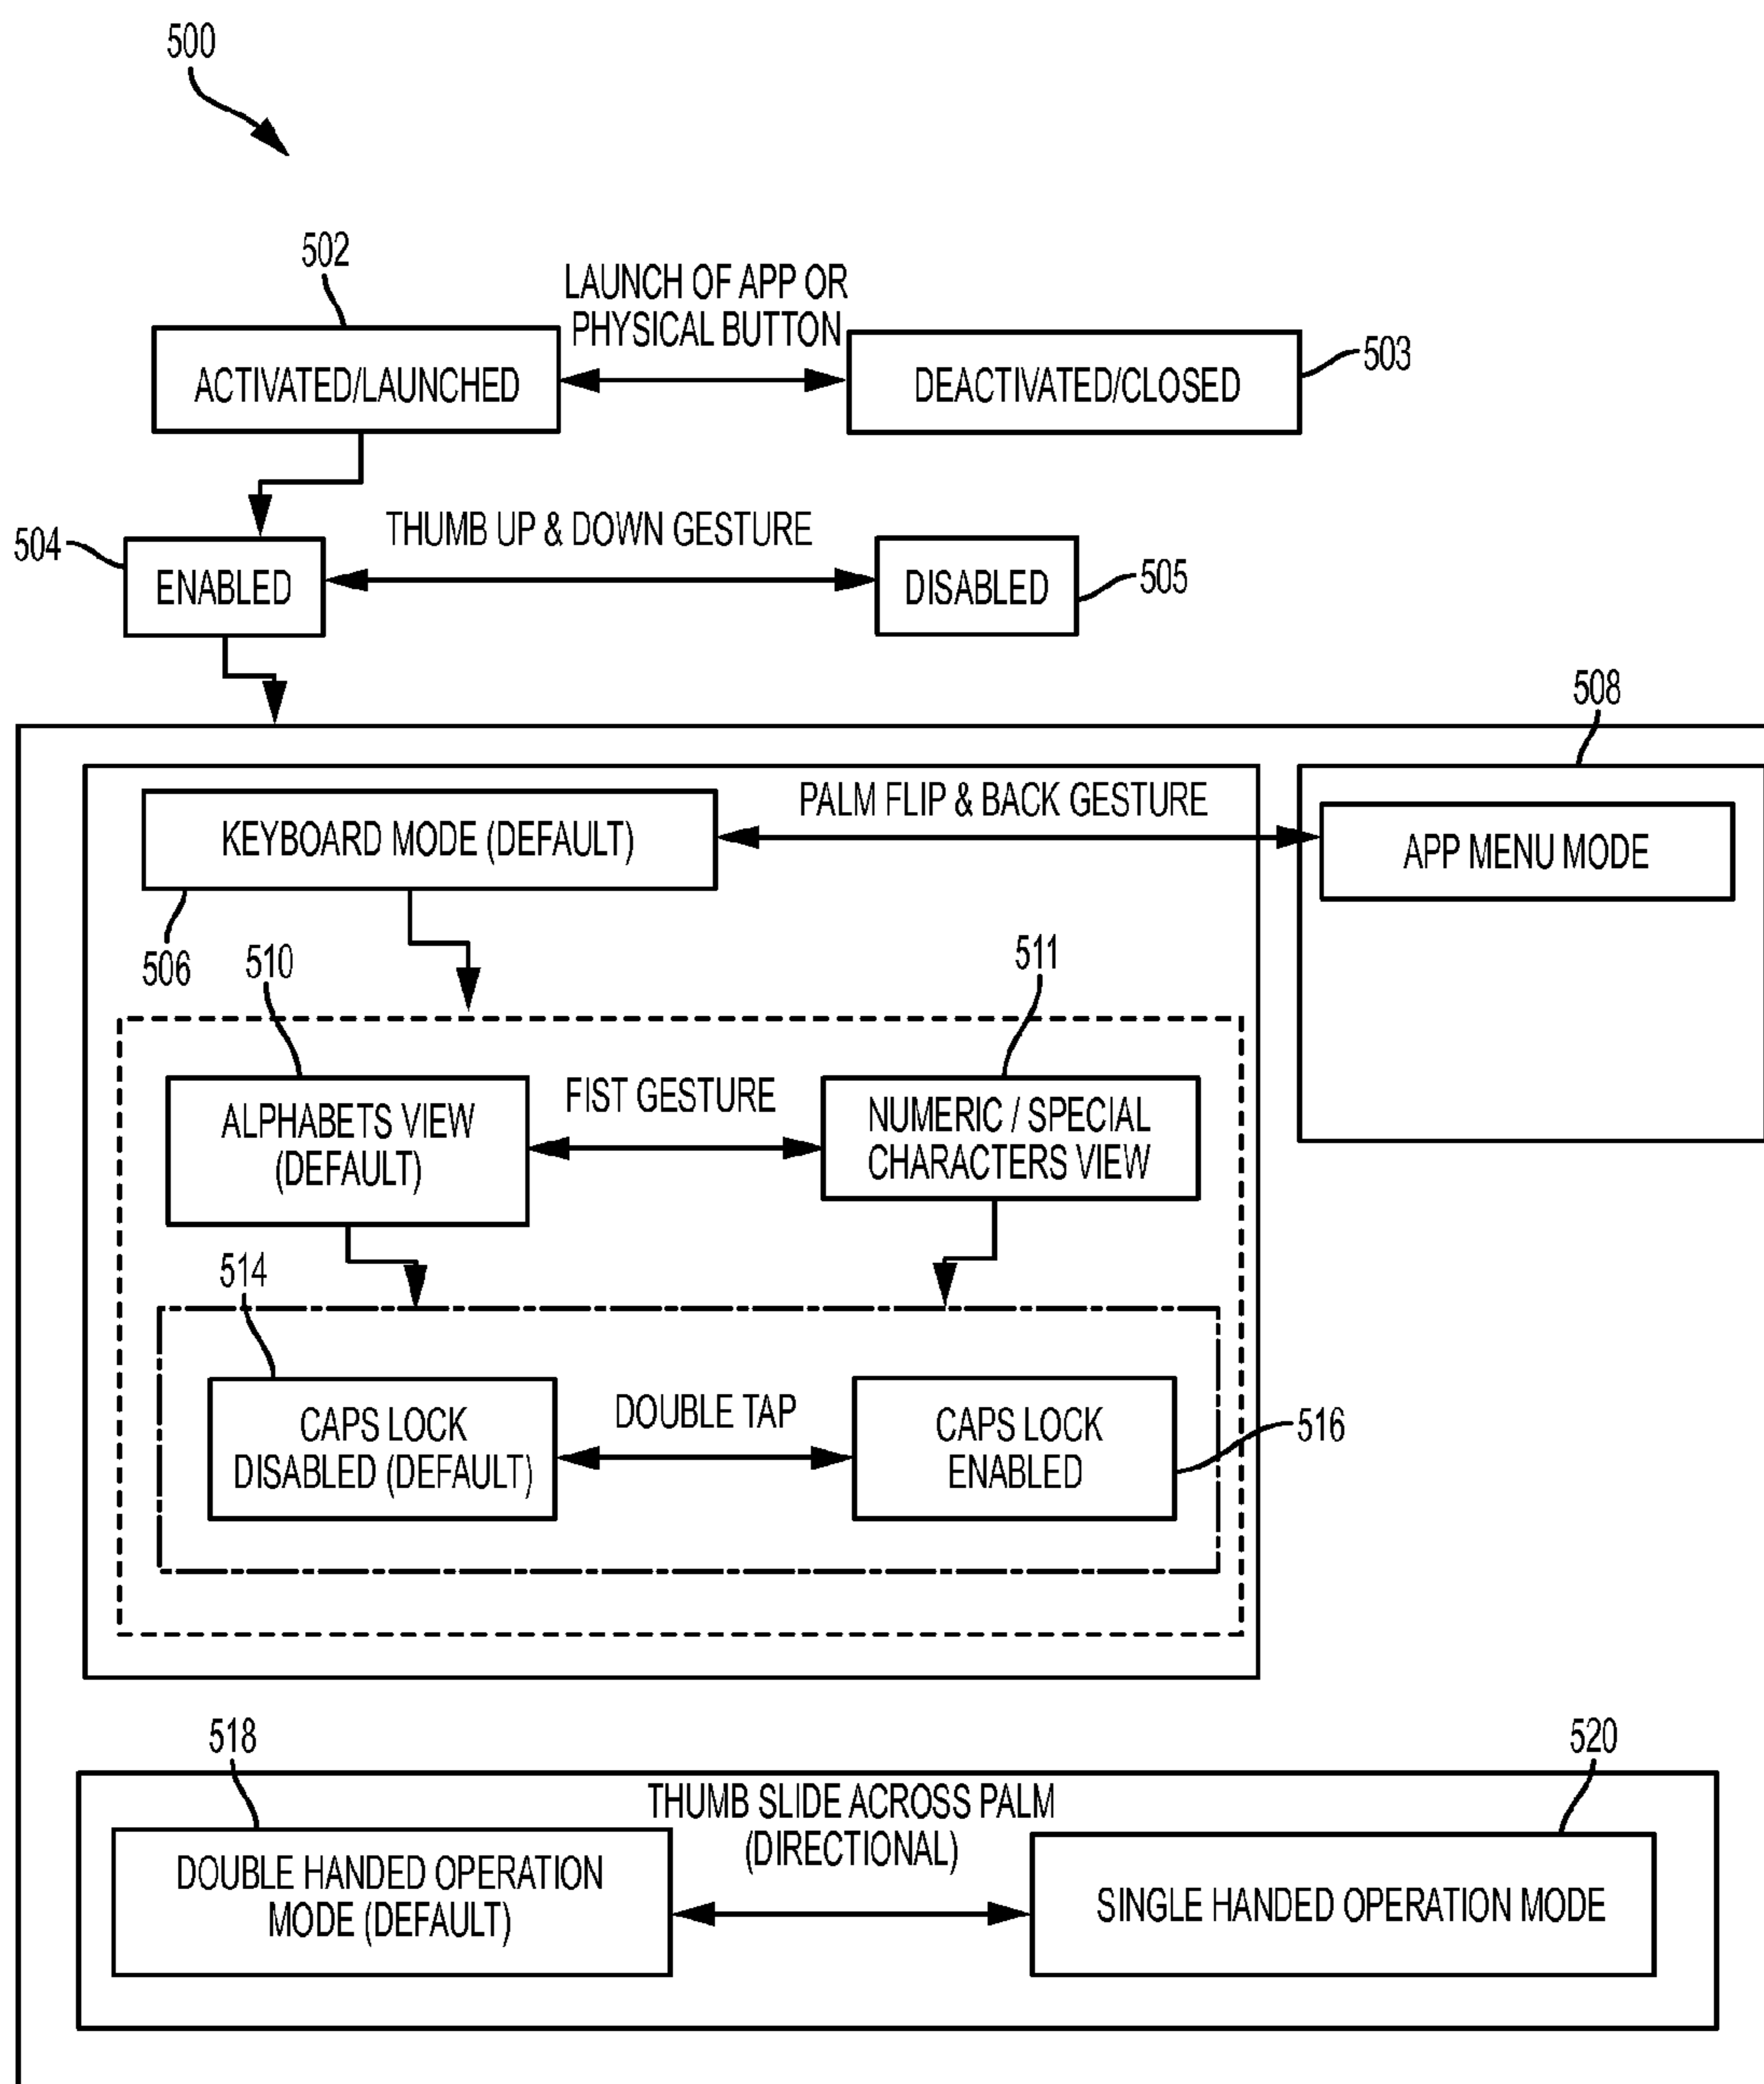 500
502
LAUNCH OF APP OR
PHYSICAL BUTTON
503
ACTIVATED/LAUNCHED
DEACTIVATED/CLOSED
504
THUMB UP & DOWN GESTURE
ENABLED
DISABLED
505
508
PALM FLIP & BACK GESTURE
KEYBOARD MODE (DEFAULT)
APP MENU MODE
506
510
511
ALPHABETS VIEW
(DEFAULT)
FIST GESTURE
NUMERIC / SPECIAL
CHARACTERS VIEW
514
CAPS LOCK
DISABLED (DEFAULT)
DOUBLE TAP
CAPS LOCK
ENABLED
516
518
520
THUMB SLIDE ACROSS PALM
(DIRECTIONAL)
DOUBLE HANDED OPERATION
MODE (DEFAULT)
SINGLE HANDED OPERATION MODE